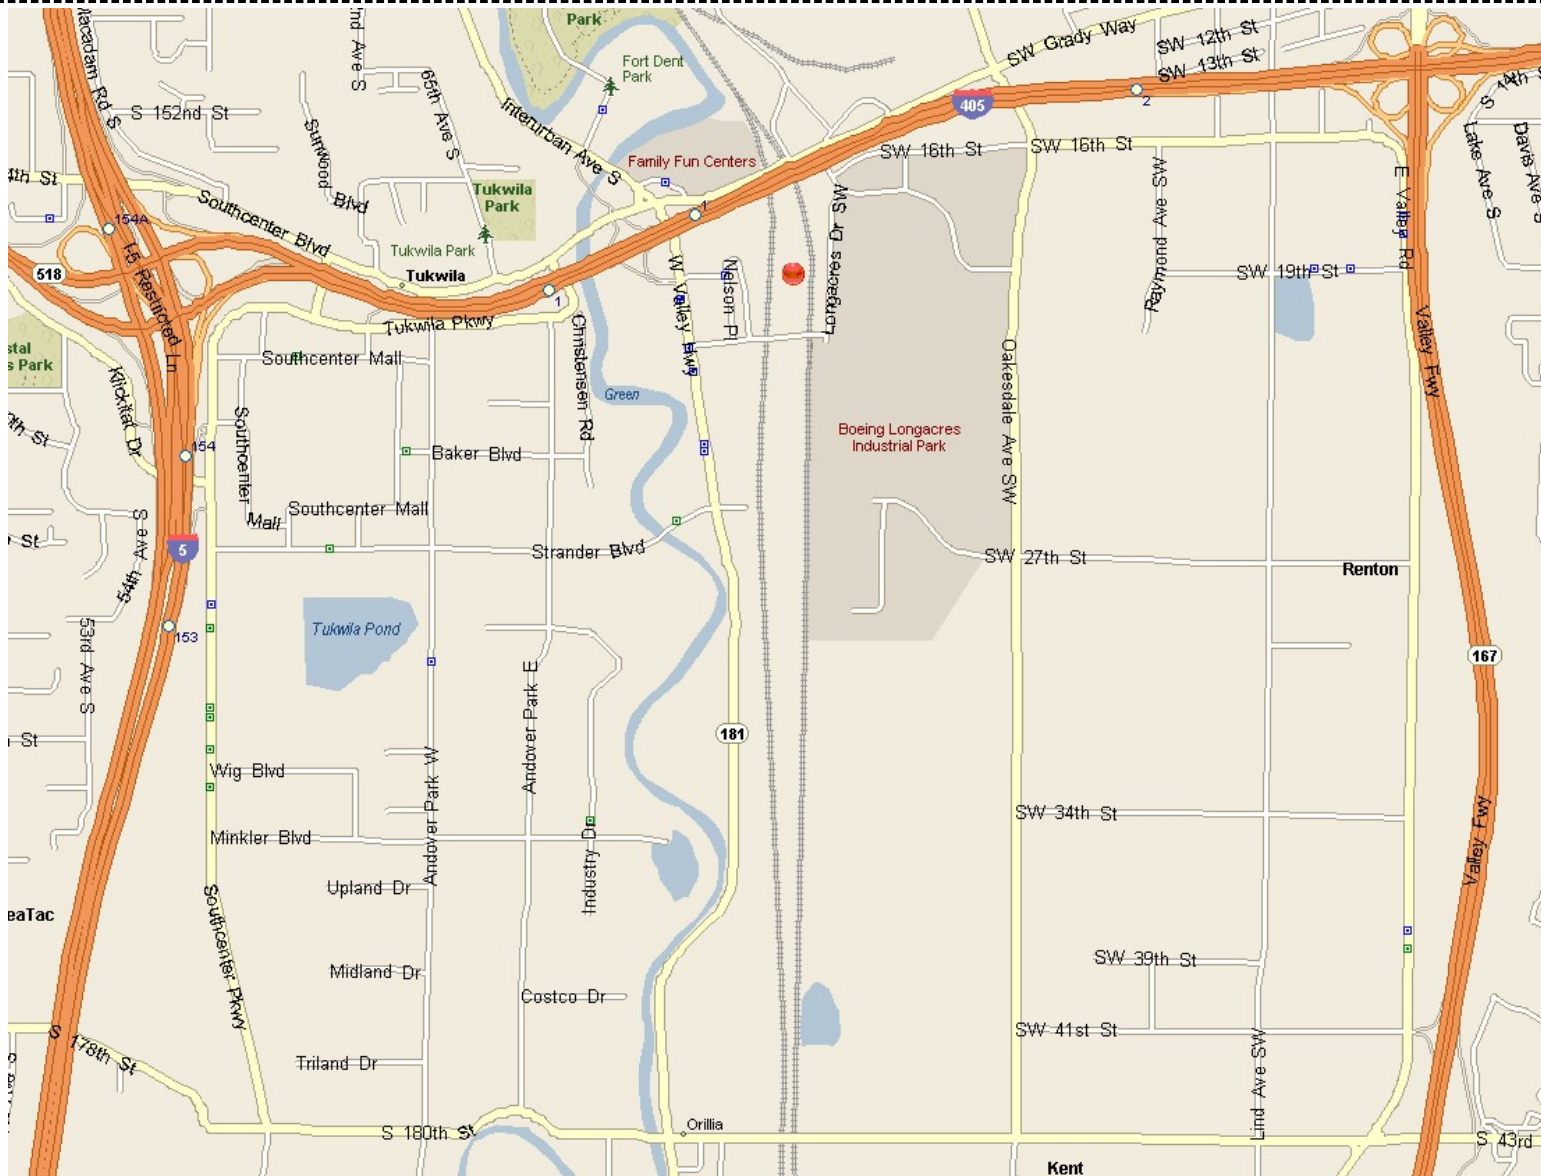 Park
Macadam Rd S
S 152nd St
65th Ave S
Sunwood Blvd
Interurban Ave S
Fort Dent
Park
Family Fun Centers
SW Grady Way
SW 12th St
SW 13th St
405
2
SW 16th St
SW 16th St
Lake Ave S
Davis Ave S
E Valley Rd
Raymond Ave SW
Longacres Dr SW
Tukwila
Park
Tukwila Park
Tukwila
Southcenter Blvd
154A
I-5 Restricted Ln
518
1
1
W Valley Hwy
Nelson Pl
SW 19th St
Valley Fwy
Tukwila Pkwy
Southcenter Mall
Christensen Rd
Green
Klickitat Dr
Southcenter
Mall
154
Baker Blvd
Southcenter Mall
Boeing Longacres
Industrial Park
Oakesdale Ave SW
Strander Blvd
5
54th Ave S
SW 27th St
Renton
Tukwila Pond
153
53rd Ave S
167
Andover Park E
181
Wig Blvd
Andover Park W
Minkler Blvd
Industry Dr
SW 34th St
Valley Fwy
Upland Dr
eaTac
Southcenter Pkwy
Midland Dr
Costco Dr
SW 39th St
SW 41st St
S 178th St
Triland Dr
Lind Ave SW
S 180th St
Orillia
S 43rd
Kent